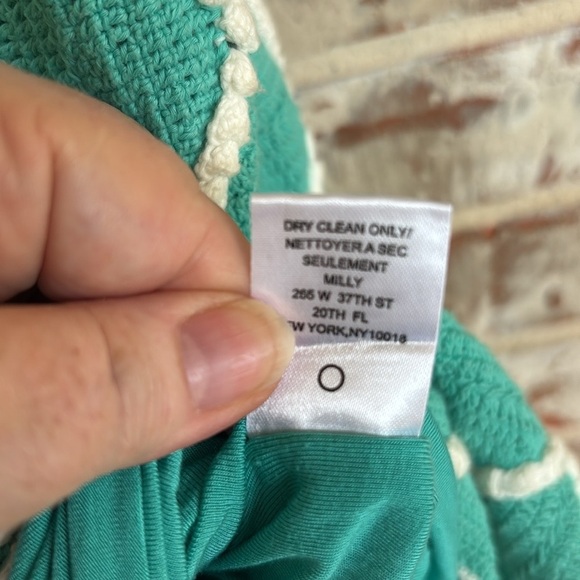 DRY CLEAN ONLY/
NETTOYER A SEC
SEULEMENT
MILLY
265 W 37TH ST
20TH FL
EW YORK,NY10018